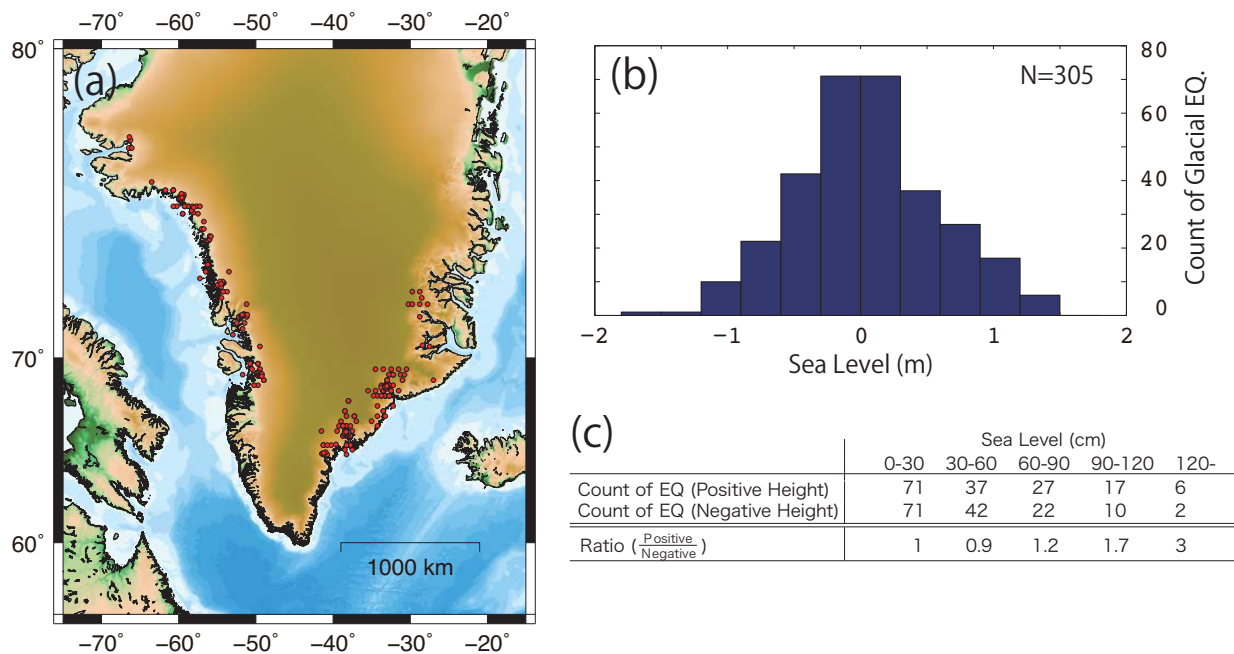 −70° −60° −50° −40° −30° −20°
80°
(a)
70°
60°
1000 km
−70° −60° −50° −40° −30° −20°
(b)
N=305
80
60
40
20
0
Count of Glacial EQ.
−2 −1 0 1 2
Sea Level (m)
(c)
Sea Level (cm)
0-30 30-60 60-90 90-120 120-
Count of EQ (Positive Height) 71 37 27 17 6
Count of EQ (Negative Height) 71 42 22 10 2
Ratio (Positive/Negative) 1 0.9 1.2 1.7 3